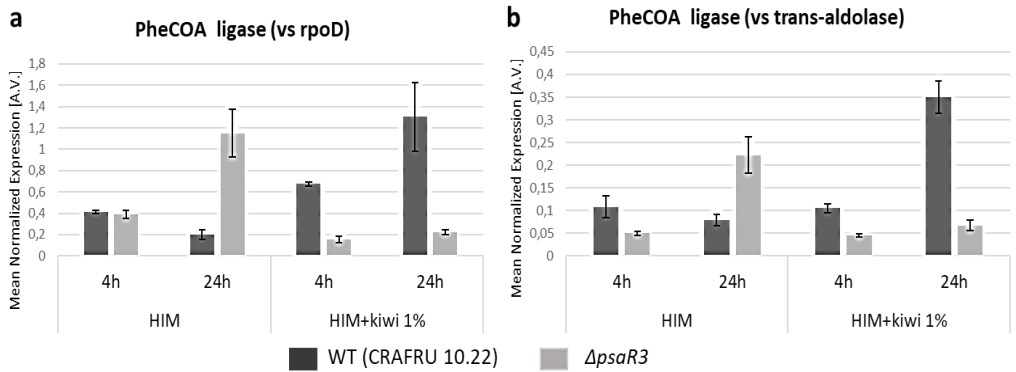 a
PheCOA ligase (vs rpoD)
Mean Normalized Expression [A.V.]
1,8
1,6
1,4
1,2
1
0,8
0,6
0,4
0,2
0
4h 24h 4h 24h
HIM HIM+kiwi 1%
b
PheCOA ligase (vs trans-aldolase)
Mean Normalized Expression [A.V.]
0,45
0,4
0,35
0,3
0,25
0,2
0,15
0,1
0,05
0
4h 24h 4h 24h
HIM HIM+kiwi 1%
WT (CRAFRU 10.22) ΔpsaR3